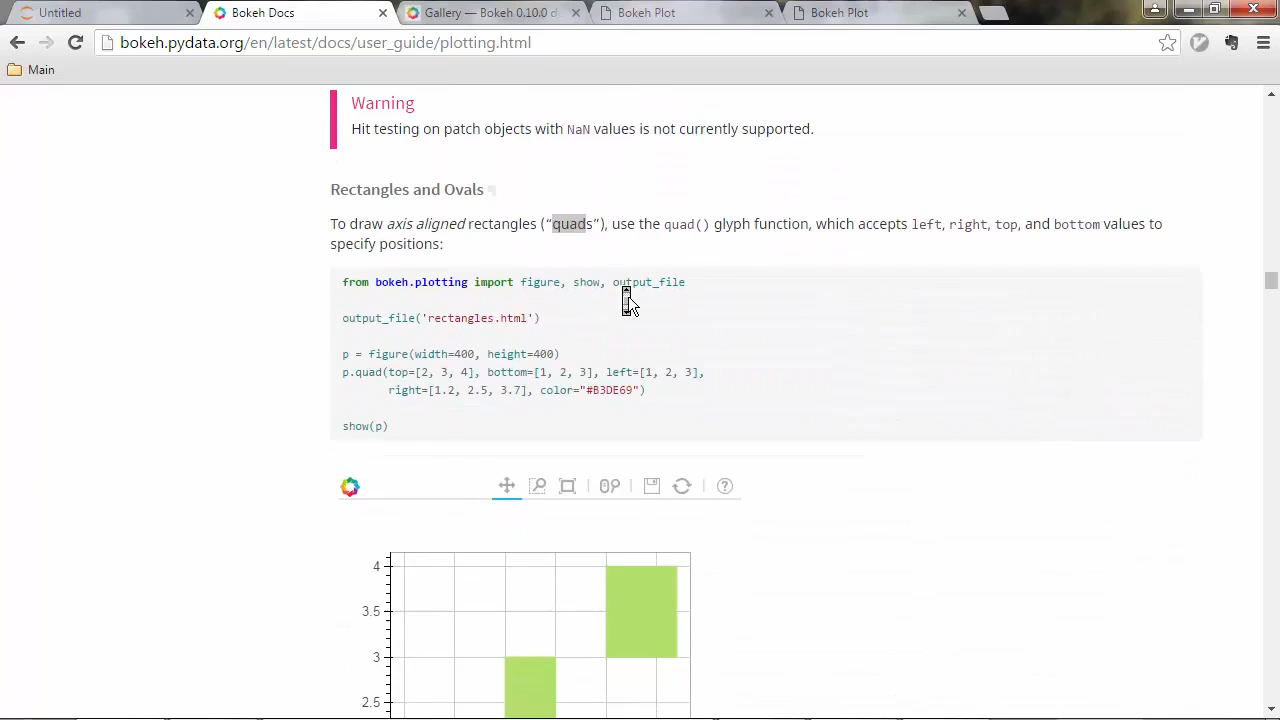 Untitled
Bokeh Docs
Gallery — Bokeh 0.10.0 d
Bokeh Plot
Bokeh Plot
bokeh.pydata.org/en/latest/docs/user_guide/plotting.html
Main
Warning
Hit testing on patch objects with NaN values is not currently supported.
Rectangles and Ovals ¶
To draw axis aligned rectangles (“quads”), use the quad() glyph function, which accepts left, right, top, and bottom values to
specify positions:
from bokeh.plotting import figure, show, output_file
output_file('rectangles.html')
p = figure(width=400, height=400)
p.quad(top=[2, 3, 4], bottom=[1, 2, 3], left=[1, 2, 3],
right=[1.2, 2.5, 3.7], color="#B3DE69")
show(p)
4
3.5
3
2.5